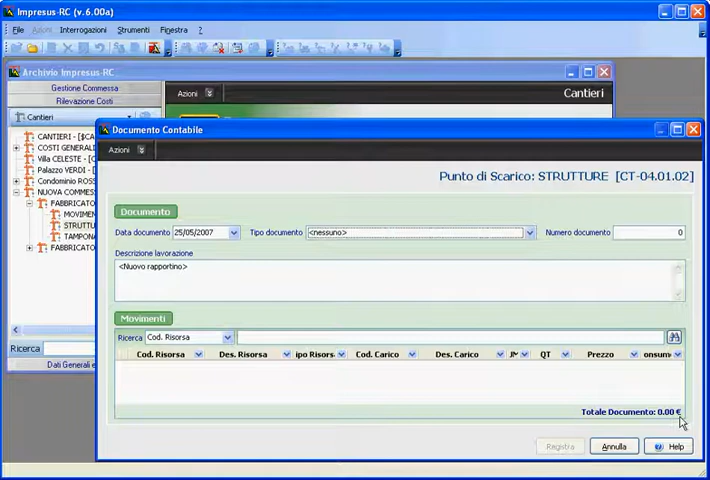 Impresus-RC (v.6.00a)
File Azioni Interrogazioni Strumenti Finestra ?
Archivio Impresus-RC
Gestione Commessa
Rilevazione Costi
Cantieri
Azioni
Cantieri
CANTIERI - [$CA
COSTI GENERALI
Villa CELESTE - [C
Palazzo VERDI - [C
Condominio ROSS
NUOVA COMMES
FABBRICATO
MOVIMEN
STRUTTU
TAMPONA
FABBRICATO
Ricerca
Dati Generali e
Documento Contabile
Azioni
Punto di Scarico: STRUTTURE [CT-04.01.02]
Documento
Data documento 25/05/2007 Tipo documento <nessuno> Numero documento 0
Descrizione lavorazione
<Nuovo rapportino>
Movimenti
Ricerca Cod. Risorsa
Cod. Risorsa Des. Risorsa ipo Risors Cod. Carico Des. Carico QT Prezzo onsum
Totale Documento: 0.00 €
Registra Annulla Help